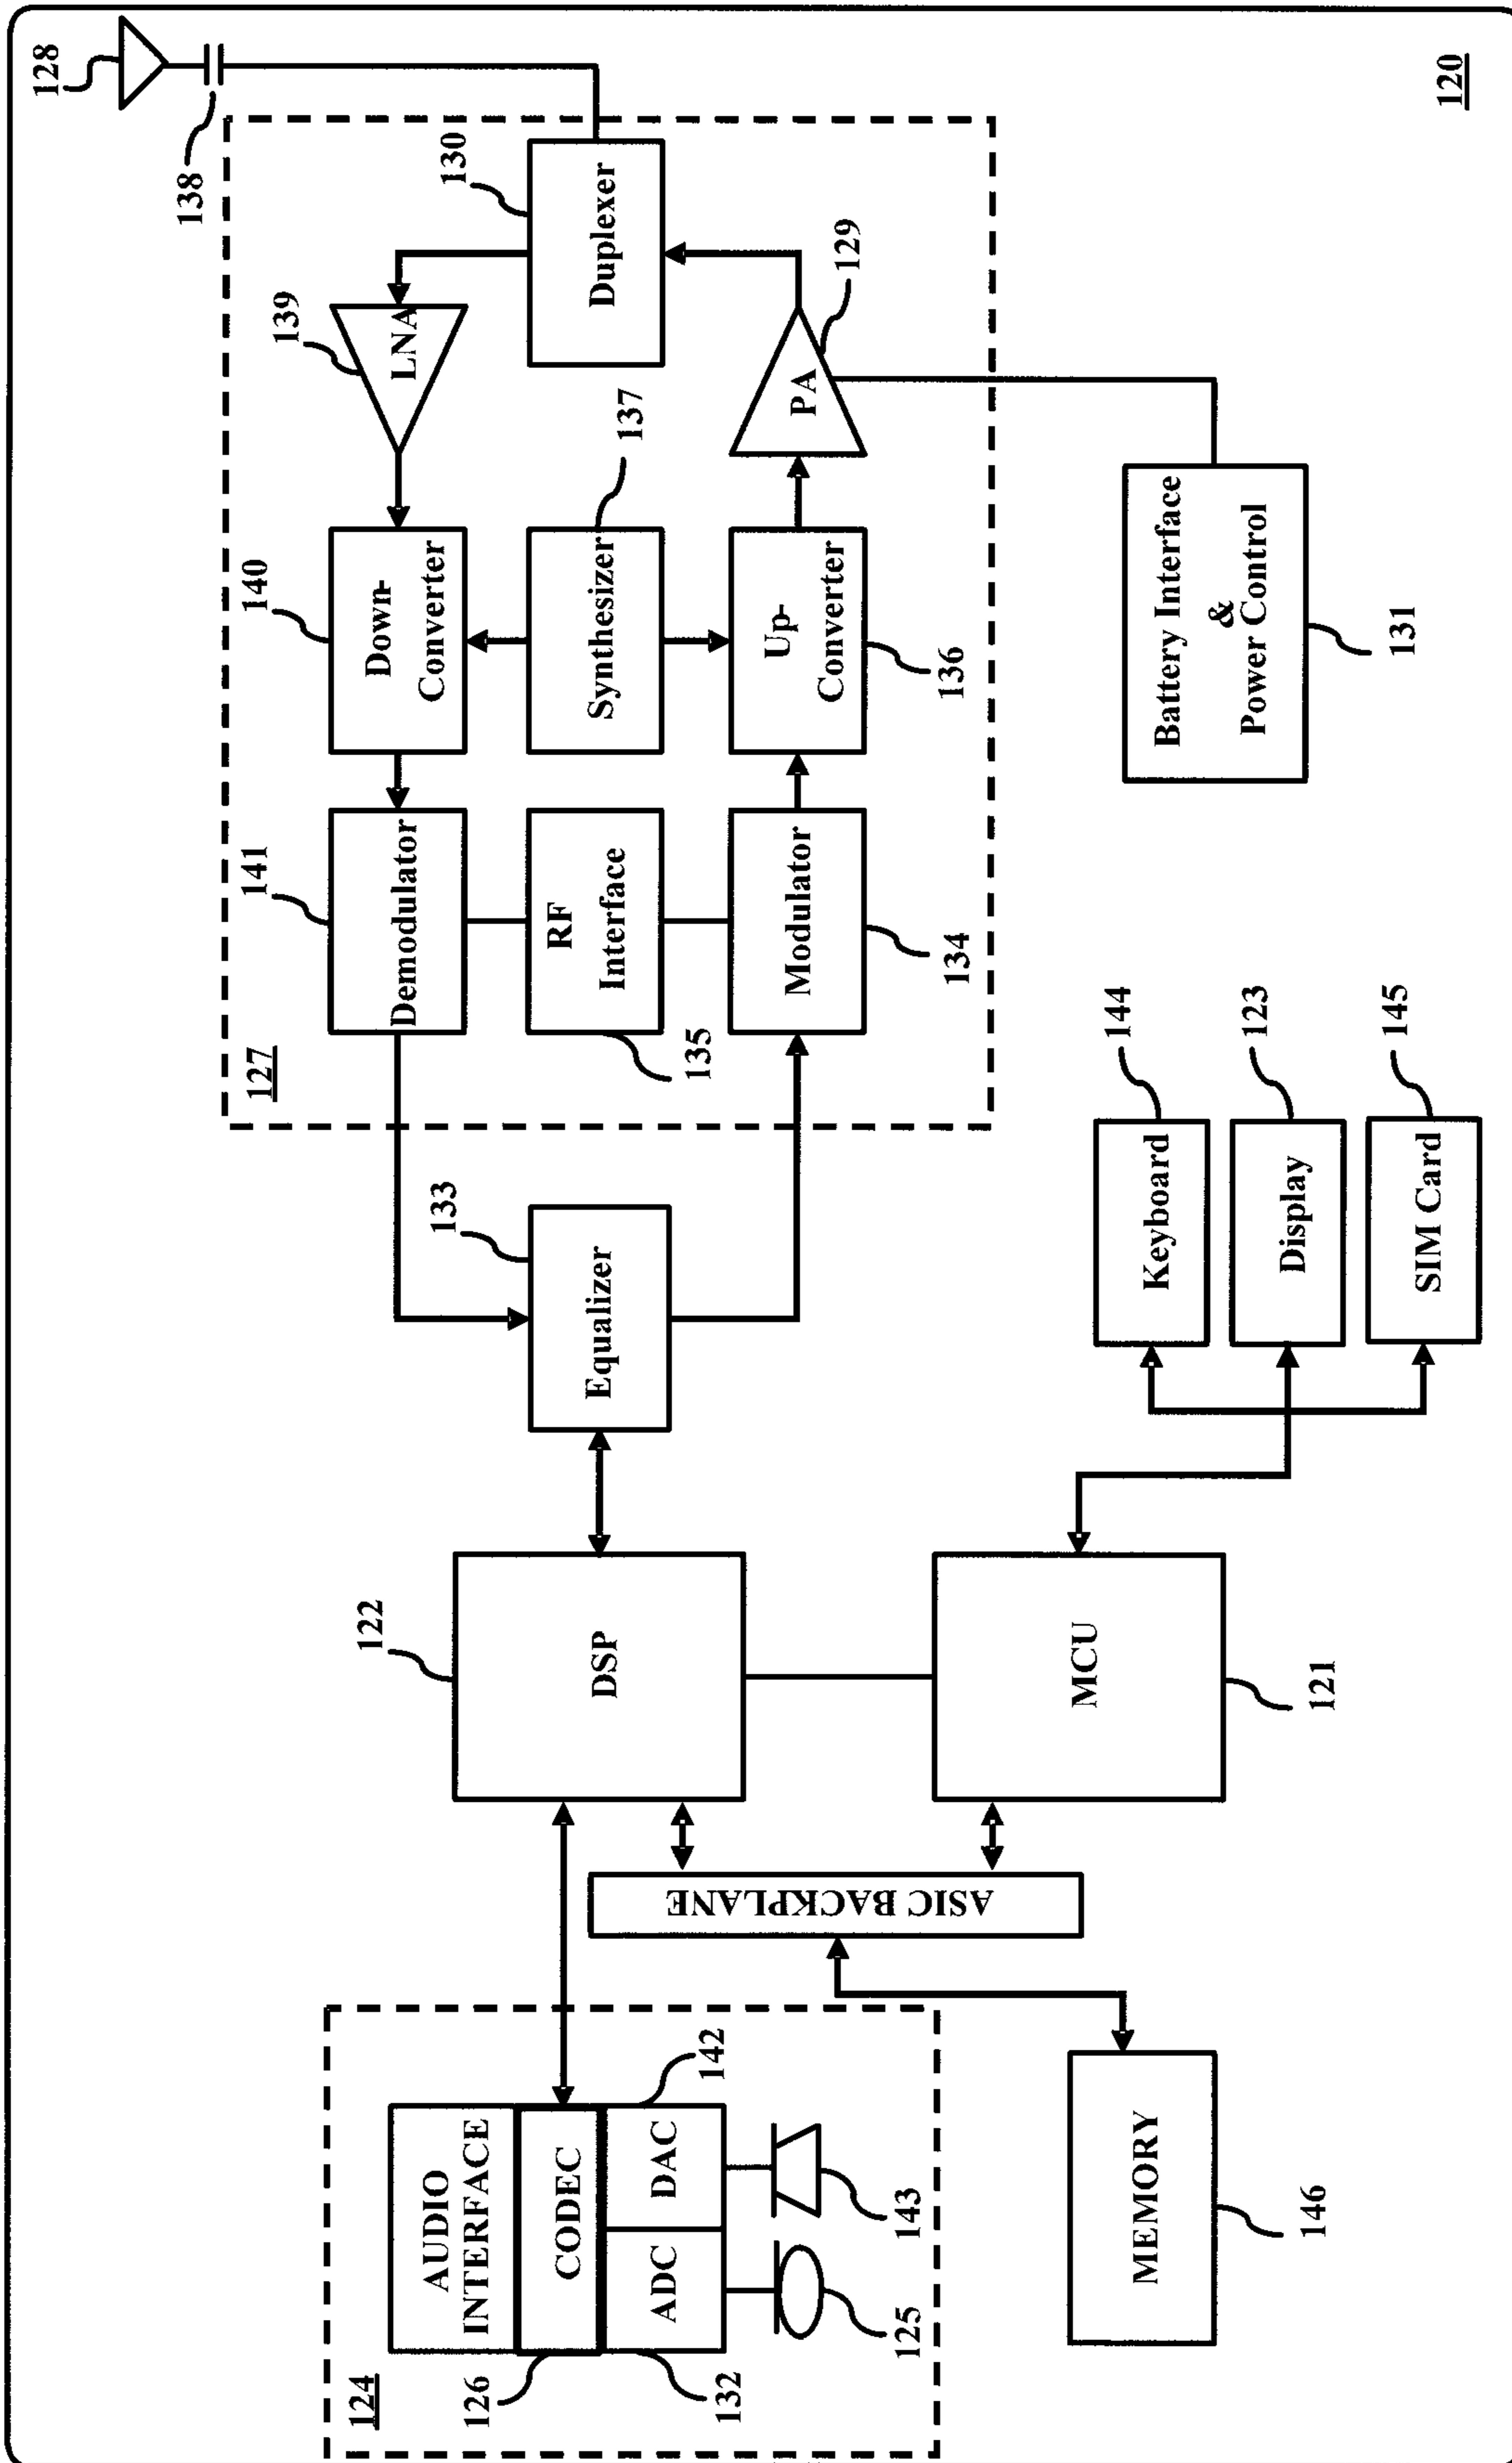 128
138
120
130
Duplexer
139
LNA
PA
129
137
Synthesizer
140
Down-
Converter
Up-
Converter
136
141
Demodulator
RF
Interface
135
Modulator
134
127
Battery Interface
&
Power Control
131
133
Equalizer
144
Keyboard
123
Display
145
SIM Card
122
DSP
MCU
121
ASIC BACKPLANE
124
AUDIO
INTERFACE
CODEC
126
ADC
DAC
132
142
125
143
MEMORY
146